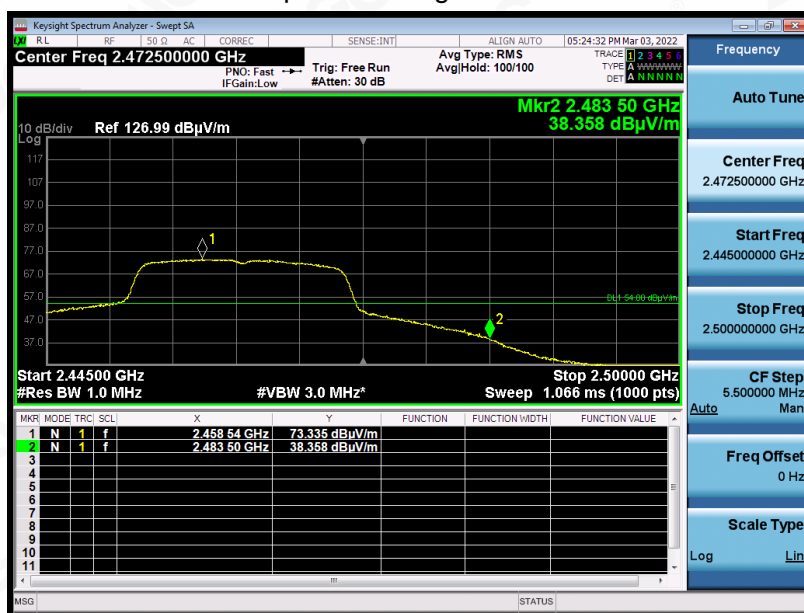 Keysight Spectrum Analyzer - Swept SA
LXI RL RF 50 Ω AC CORREC SENSE:INT ALIGN AUTO 05:24:32 PM Mar 03, 2022
Center Freq 2.472500000 GHz
PNO: Fast
IFGain:Low
Trig: Free Run
#Atten: 30 dB
Avg Type: RMS
Avg|Hold: 100/100
TRACE 1 2 3 4 5 6
TYPE A WWWWW
DET A N N N N N
Mkr2 2.483 50 GHz
38.358 dBµV/m
10 dB/div Ref 126.99 dBµV/m
Log
117
107
97.0
87.0
77.0
67.0
57.0
47.0
37.0
1
2
DL1 54.00 dBµV/m
Start 2.44500 GHz Stop 2.50000 GHz
#Res BW 1.0 MHz #VBW 3.0 MHz* Sweep 1.066 ms (1000 pts)
MKR MODE TRC SCL X Y FUNCTION FUNCTION WIDTH FUNCTION VALUE
1 N 1 f 2.458 54 GHz 73.335 dBµV/m
2 N 1 f 2.483 50 GHz 38.358 dBµV/m
3
4
5
6
7
8
9
10
11
MSG STATUS
Frequency
Auto Tune
Center Freq
2.472500000 GHz
Start Freq
2.445000000 GHz
Stop Freq
2.500000000 GHz
CF Step
5.500000 MHz
Auto Man
Freq Offset
0 Hz
Scale Type
Log Lin